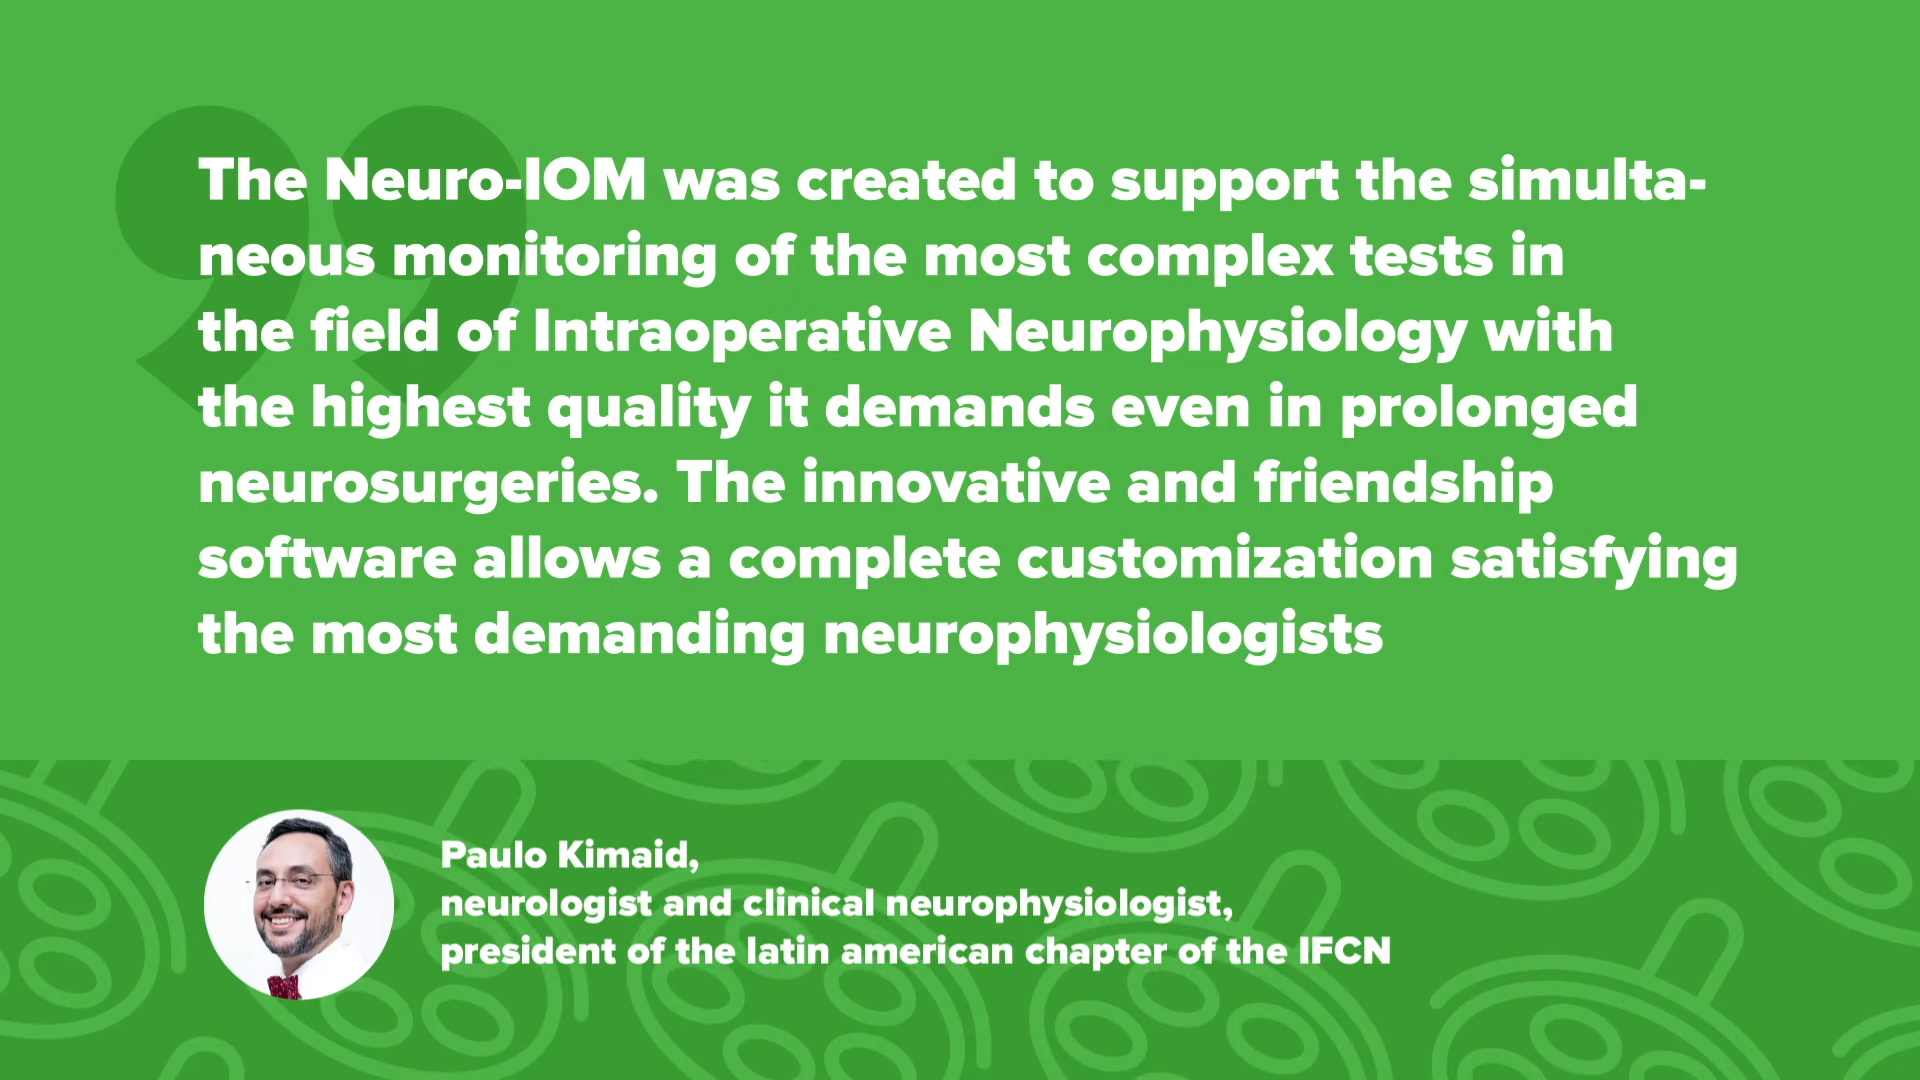 The Neuro-IOM was created to support the simulta-
neous monitoring of the most complex tests in
the field of Intraoperative Neurophysiology with
the highest quality it demands even in prolonged
neurosurgeries. The innovative and friendship
software allows a complete customization satisfying
the most demanding neurophysiologists
Paulo Kimaid,
neurologist and clinical neurophysiologist,
president of the latin american chapter of the IFCN